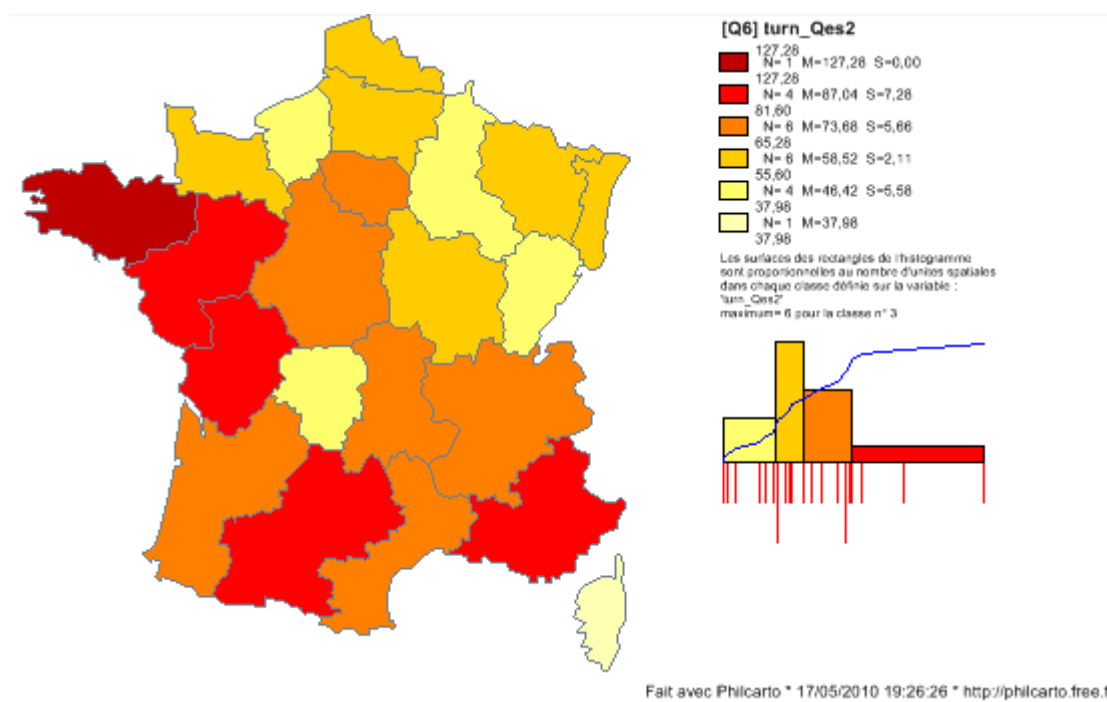 [Q6] turn_Qes2
127,28
N= 1 M=127,28 S=0,00
127,28
N= 4 M=87,04 S=7,28
81,60
N= 6 M=73,68 S=5,66
65,28
N= 6 M=58,52 S=2,11
55,60
N= 4 M=46,42 S=5,58
37,98
N= 1 M=37,98
37,98
Les surfaces des rectangles de l'histogramme
sont proportionnelles au nombre d'unites spatiales
dans chaque classe définie sur la variable :
'turn_Qes2'
maximum= 6 pour la classe n° 3
Fait avec Philcarto * 17/05/2010 19:26:26 * http://philcarto.free.f